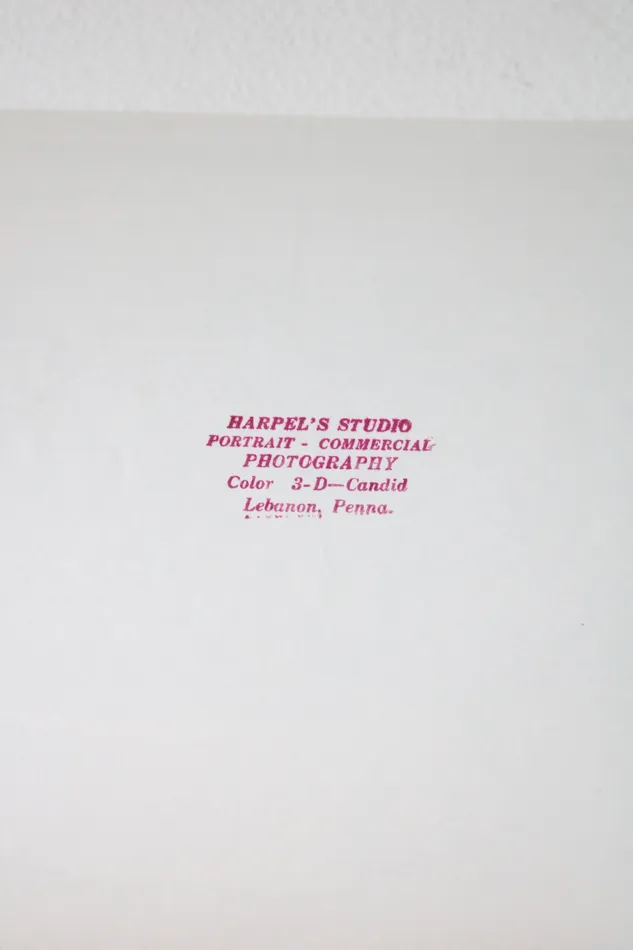 HARPEL'S STUDIO
PORTRAIT - COMMERCIAL
PHOTOGRAPHY
Color 3-D—Candid
Lebanon, Penna.